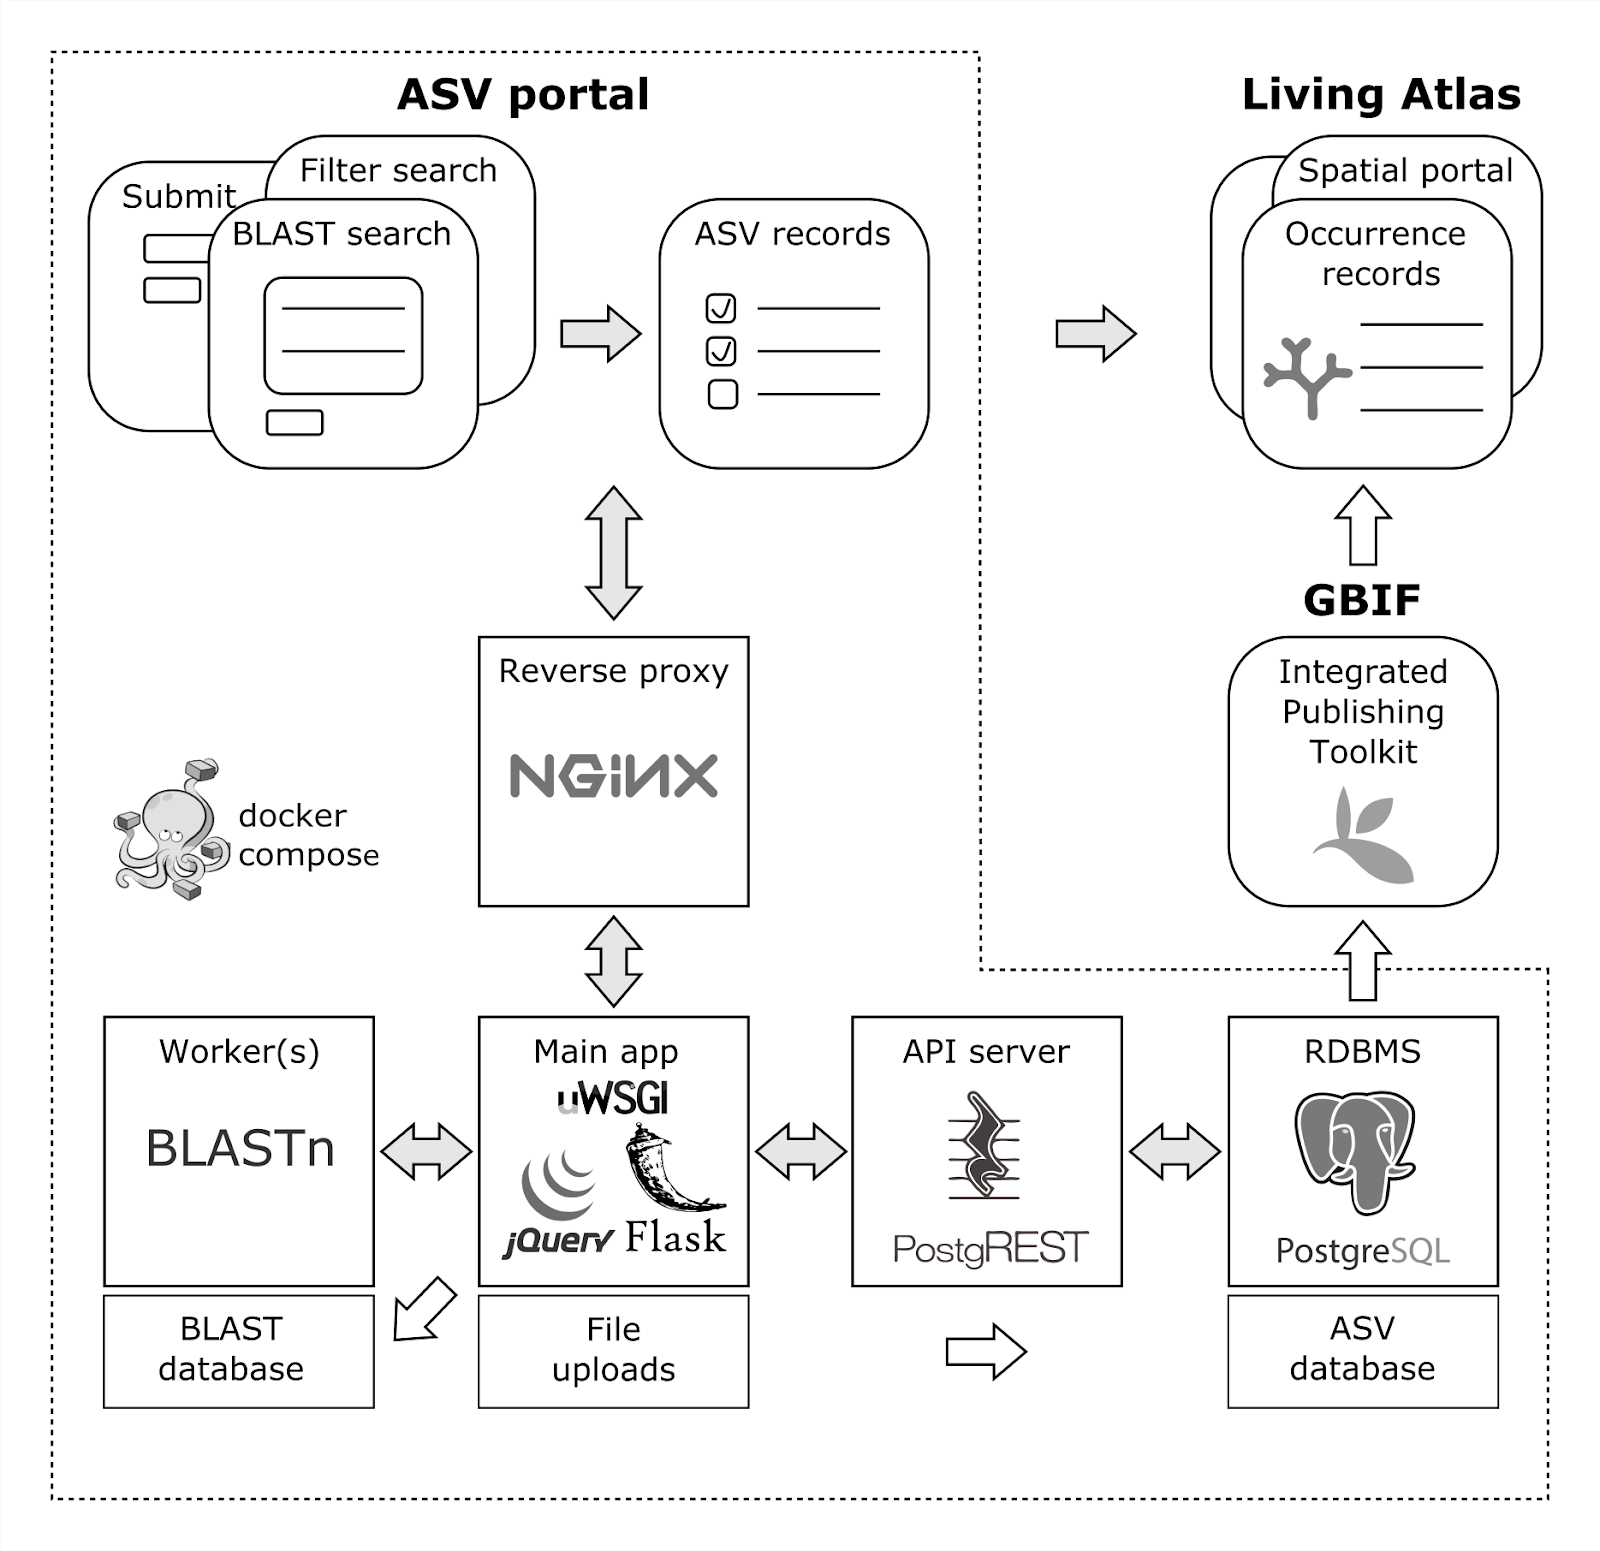 ASV portal
Living Atlas
Submit
Filter search
BLAST search
ASV records
Spatial portal
Occurrence
records
GBIF
Integrated
Publishing
Toolkit
Reverse proxy
NGiNX
docker
compose
Worker(s)
BLASTn
Main app
uWSGI
jQuery
Flask
API server
PostgREST
RDBMS
PostgreSQL
BLAST
database
File
uploads
ASV
database